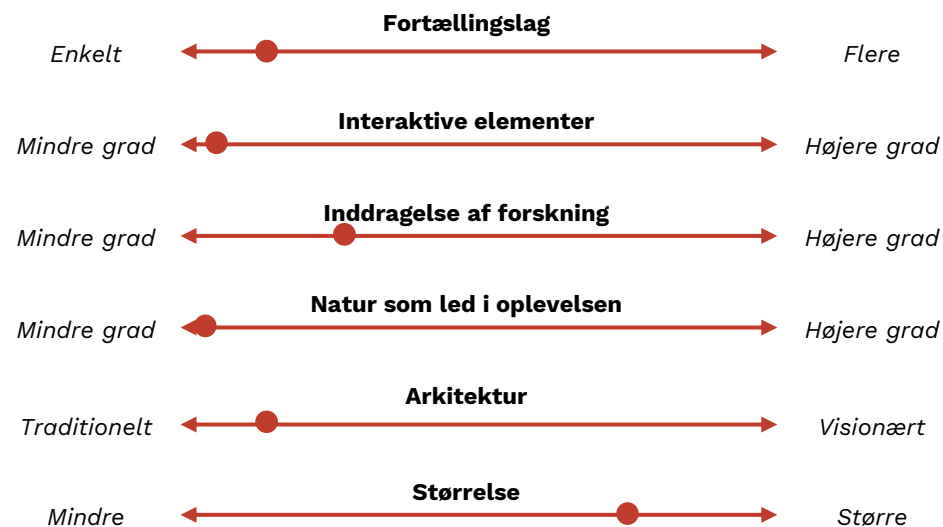 Fortællingslag
Enkelt Flere
Interaktive elementer
Mindre grad Højere grad
Inddragelse af forskning
Mindre grad Højere grad
Natur som led i oplevelsen
Mindre grad Højere grad
Arkitektur
Traditionelt Visionært
Størrelse
Mindre Større